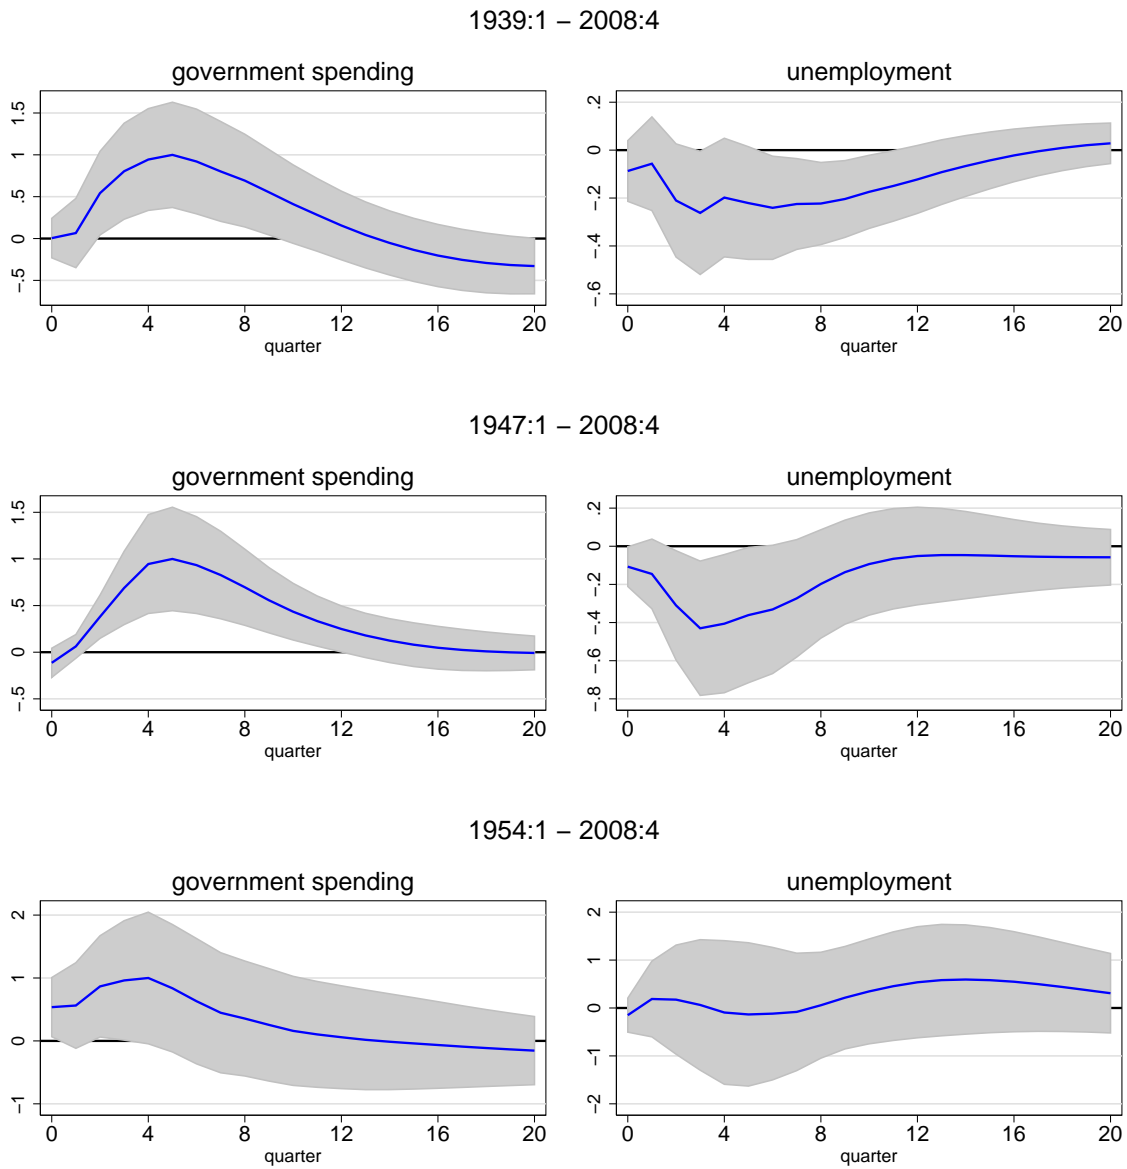 1939:1 – 2008:4
government spending unemployment
1.5 .2
1 0
.5 -.2
0 -.4
-.5 -.6
0 4 8 12 16 20 0 4 8 12 16 20
quarter quarter
1947:1 – 2008:4
government spending unemployment
1.5 .2
1 0
.5 -.2
0 -.4
-.5 -.6
-.8
0 4 8 12 16 20 0 4 8 12 16 20
quarter quarter
1954:1 – 2008:4
government spending unemployment
2 2
1 1
0 0
-1 -1
-2
0 4 8 12 16 20 0 4 8 12 16 20
quarter quarter